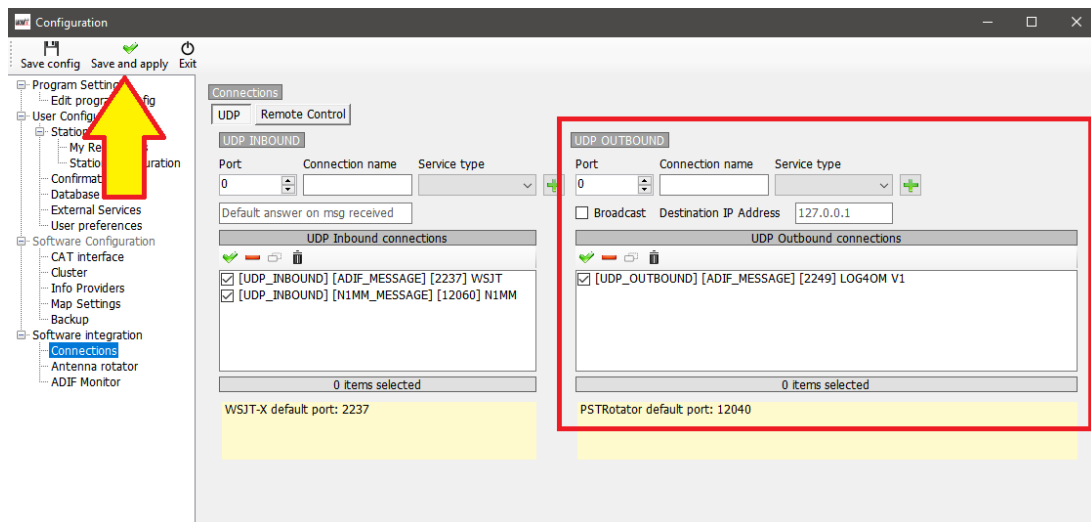 Configuration
Save config Save and apply Exit
Program Setting
Edit progra fig
User Configu
Station
My Re s
Station uration
Confirmat
Database
External Services
User preferences
Software Configuration
CAT interface
Cluster
Info Providers
Map Settings
Backup
Software integration
Connections
Antenna rotator
ADIF Monitor
Connections
UDP Remote Control
UDP INBOUND
Port Connection name Service type
0
Default answer on msg received
UDP Inbound connections
[UDP_INBOUND] [ADIF_MESSAGE] [2237] WSJT
[UDP_INBOUND] [N1MM_MESSAGE] [12060] N1MM
0 items selected
WSJT-X default port: 2237
UDP OUTBOUND
Port Connection name Service type
0
Broadcast Destination IP Address 127.0.0.1
UDP Outbound connections
[UDP_OUTBOUND] [ADIF_MESSAGE] [2249] LOG4OM V1
0 items selected
PSTRotator default port: 12040